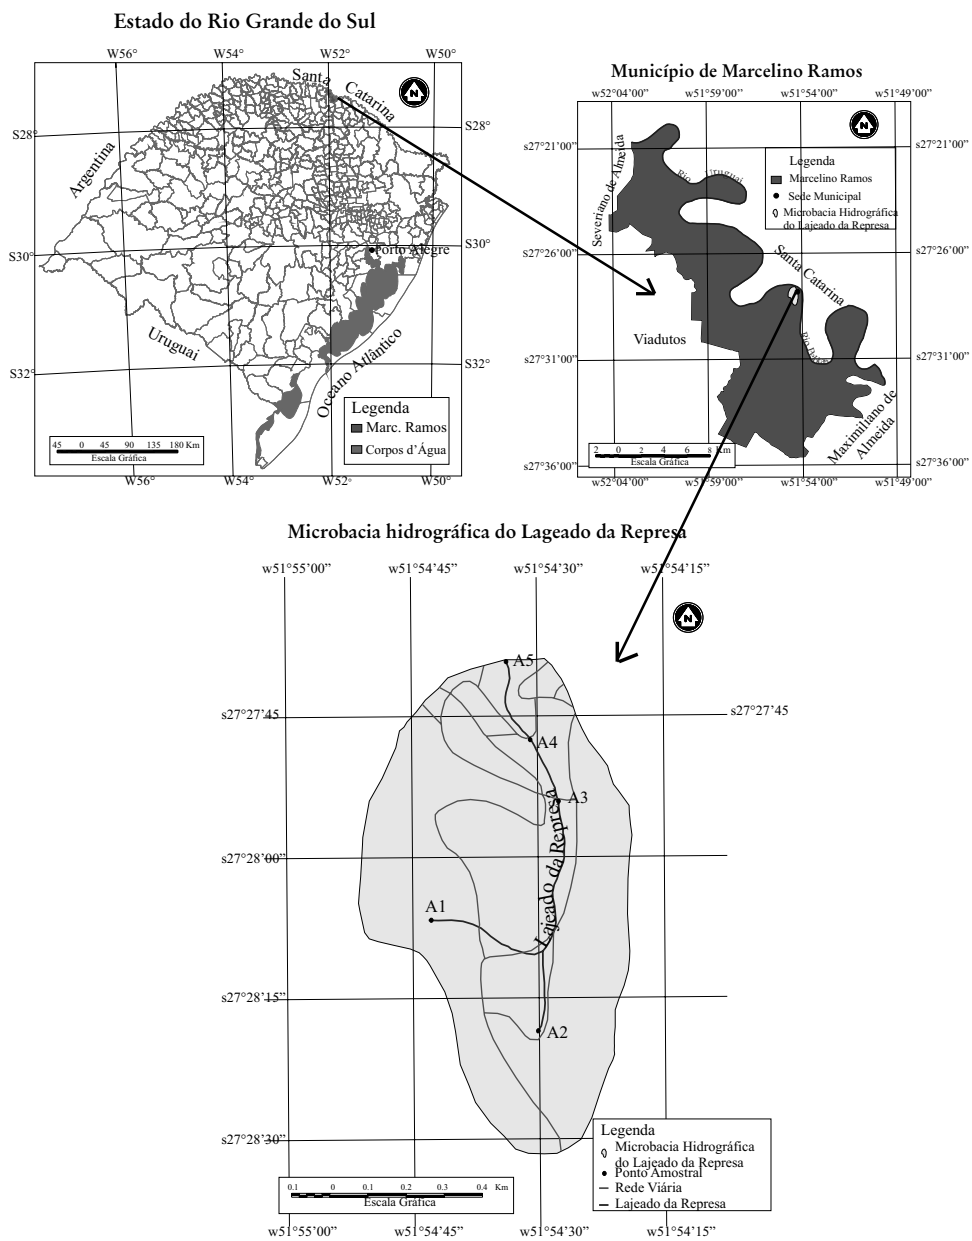 Estado do Rio Grande do Sul
W56°
W54°
W52°
W50°
Santa
Catarina
N
S28°
S28°
Argentina
S30°
S30°
Porto Alegre
Uruguai
Oceano Atlântico
S32°
S32°
Legenda
Marc. Ramos
Corpos d'Água
45 0 45 90 135 180 Km
Escala Gráfica
W56°
W54°
W52°
W50°
Município de Marcelino Ramos
w52°04'00”
w51°59'00”
w51°54'00”
w51°49'00”
N
s27°21'00”
s27°21'00”
Severiano de Almeida
Rio Uruguai
Legenda
Marcelino Ramos
Sede Municipal
Microbacia Hidrográfica
do Lajeado da Represa
s27°26'00”
s27°26'00”
Santa Catarina
Viadutos
s27°31'00”
s27°31'00”
Maximiliano de
Almeida
2 0 2 4 6 8 Km
Escala Gráfica
s27°36'00”
s27°36'00”
w52°04'00”
w51°59'00”
w51°54'00”
w51°49'00”
Microbacia hidrográfica do Lageado da Represa
w51°55'00”
w51°54'45”
w51°54'30”
w51°54'15”
N
A5
s27°27'45
s27°27'45
A4
A3
Lajeado da Represa
s27°28'00”
A1
s27°28'15”
A2
s27°28'30”
Legenda
Microbacia Hidrográfica
do Lajeado da Represa
Ponto Amostral
Rede Viária
Lajeado da Represa
0.1 0 0.1 0.2 0.3 0.4 Km
Escala Gráfica
w51°55'00”
w51°54'45”
w51°54'30”
w51°54'15”